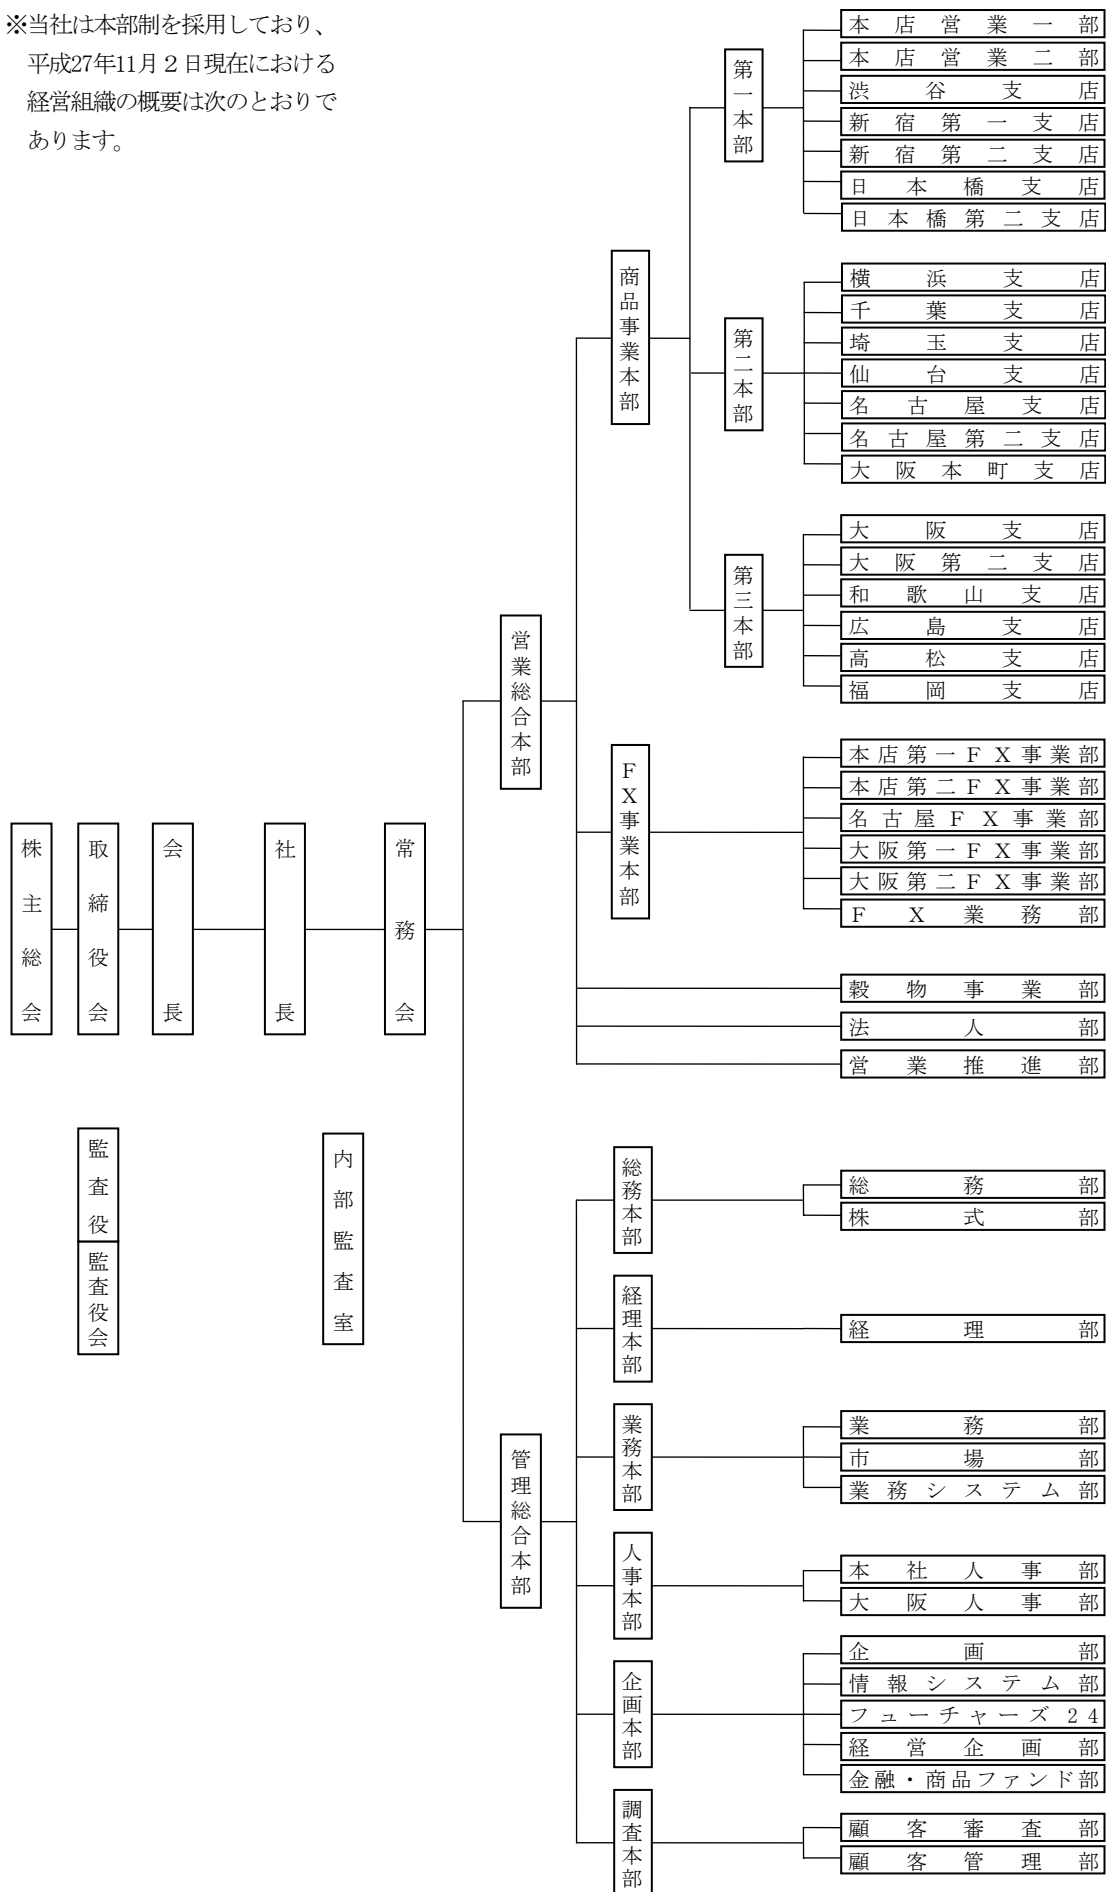 ※当社は本部制を採用しており、
平成27年11月２日現在における
経営組織の概要は次のとおりで
あります。
株主総会
取締役会
会長
社長
常務会
監査役
監査役会
内部監査室
営業総合本部
商品事業本部
第一本部
本店営業一部
本店営業二部
渋谷支店
新宿第一支店
新宿第二支店
日本橋支店
日本橋第二支店
第二本部
横浜支店
千葉支店
埼玉支店
仙台支店
名古屋支店
名古屋第二支店
大阪本町支店
第三本部
大阪支店
大阪第二支店
和歌山支店
広島支店
高松支店
福岡支店
ＦＸ事業本部
本店第一ＦＸ事業部
本店第二ＦＸ事業部
名古屋ＦＸ事業部
大阪第一ＦＸ事業部
大阪第二ＦＸ事業部
ＦＸ業務部
穀物事業部
法人部
営業推進部
管理総合本部
総務本部
総務部
株式部
経理本部
経理部
業務本部
業務部
市場部
業務システム部
人事本部
本社人事部
大阪人事部
企画本部
企画部
情報システム部
フューチャーズ24
経営企画部
金融・商品ファンド部
調査本部
顧客審査部
顧客管理部